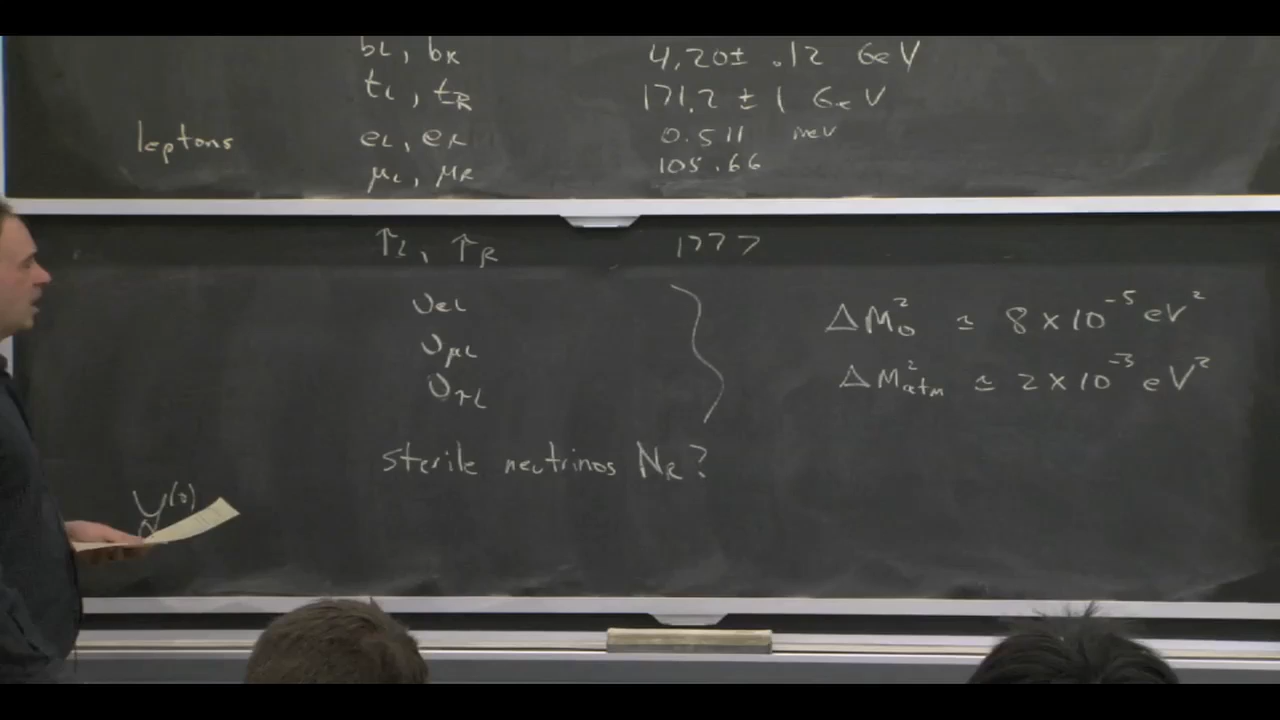 bL, bR 4.20± .12 GeV
tL, tR 171.2 ± 1 GeV
leptons eL, eR 0.511 MeV
μL, μR 105.66
τL, τR 1777
νeL
νμL
ντL
ΔM²⊙ ≃ 8 x 10⁻⁵ eV²
ΔM²atm ≃ 2 x 10⁻³ eV²
sterile neutrinos NR?